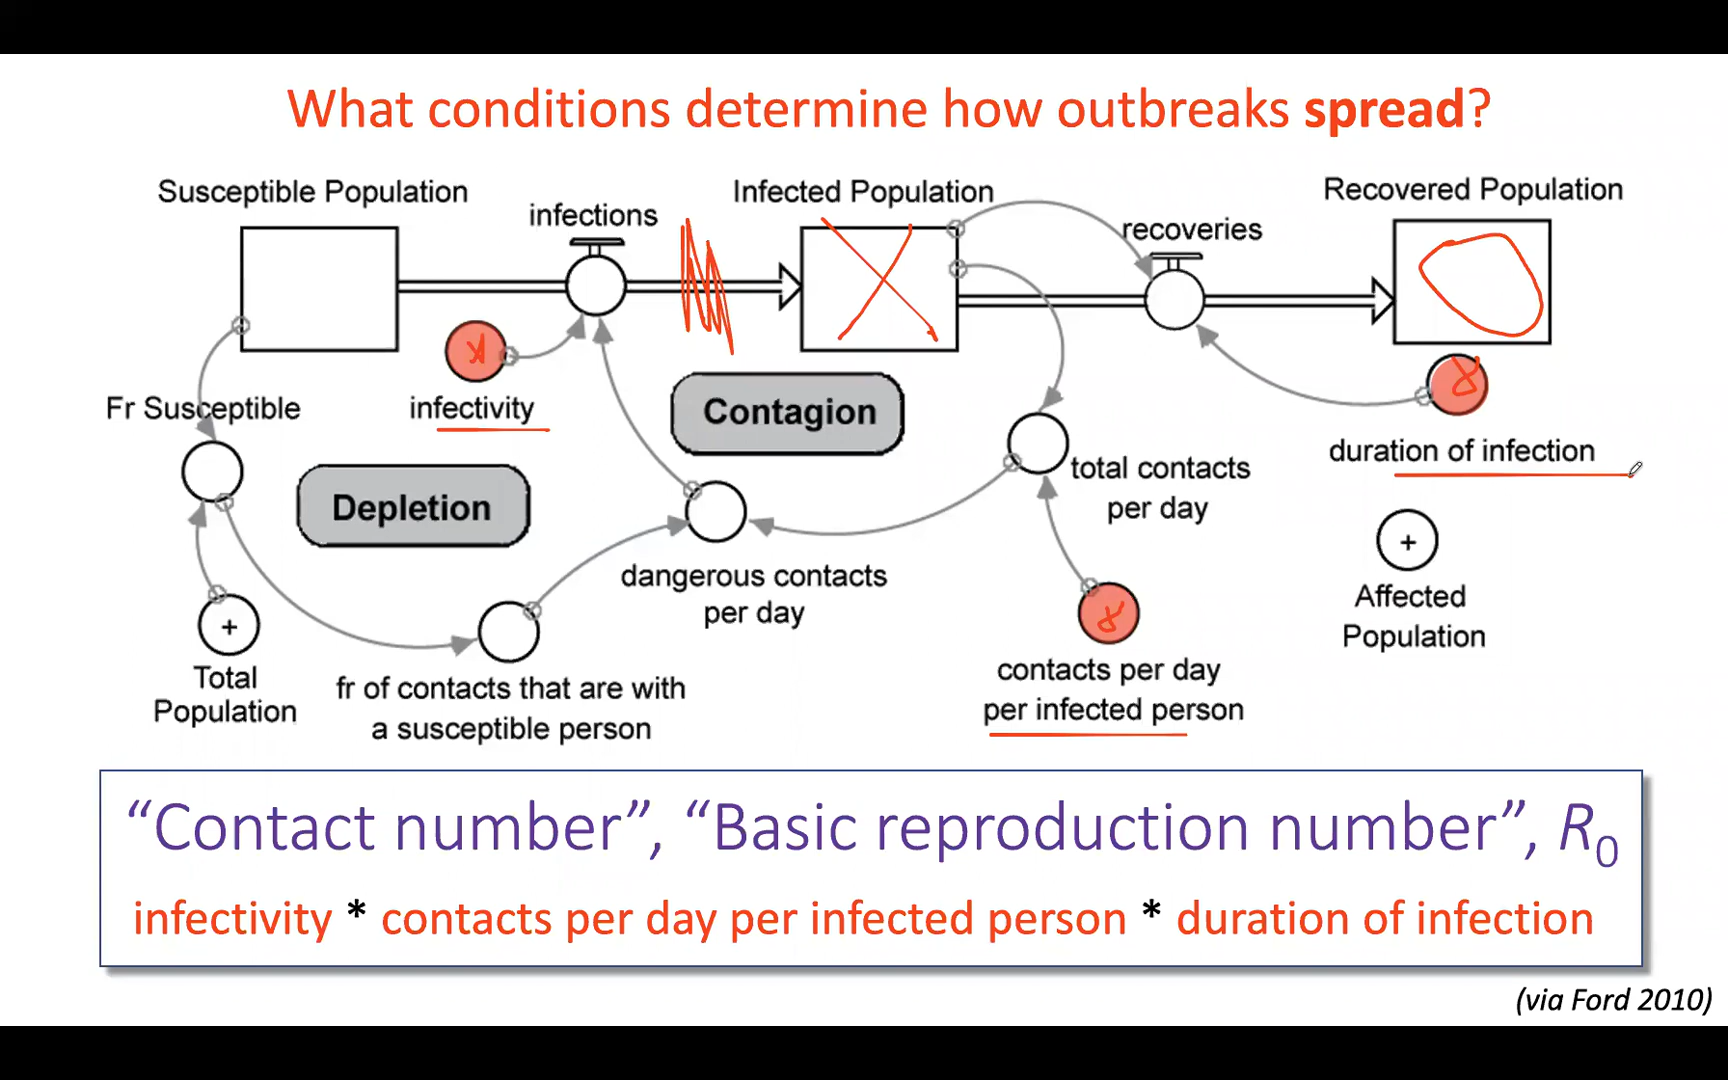 What conditions determine how outbreaks spread?
Susceptible Population
infections
Infected Population
recoveries
Recovered Population
Fr Susceptible
infectivity
Contagion
Depletion
total contacts
per day
duration of infection
dangerous contacts
per day
+
Affected
Population
+
Total
Population
fr of contacts that are with
a susceptible person
contacts per day
per infected person
“Contact number”, “Basic reproduction number”, R0
infectivity * contacts per day per infected person * duration of infection
(via Ford 2010)